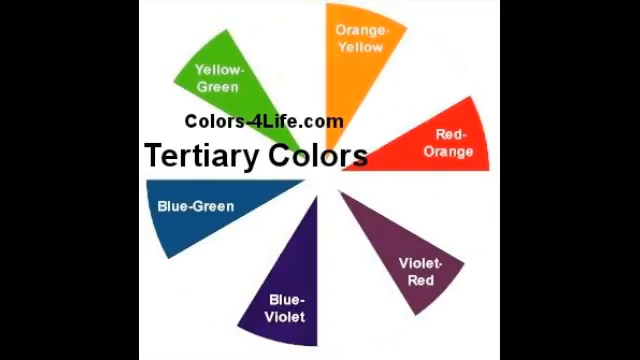 Orange-
Yellow
Yellow-
Green
Colors-4Life.com
Red-
Orange
Tertiary Colors
Blue-Green
Violet-
Red
Blue-
Violet